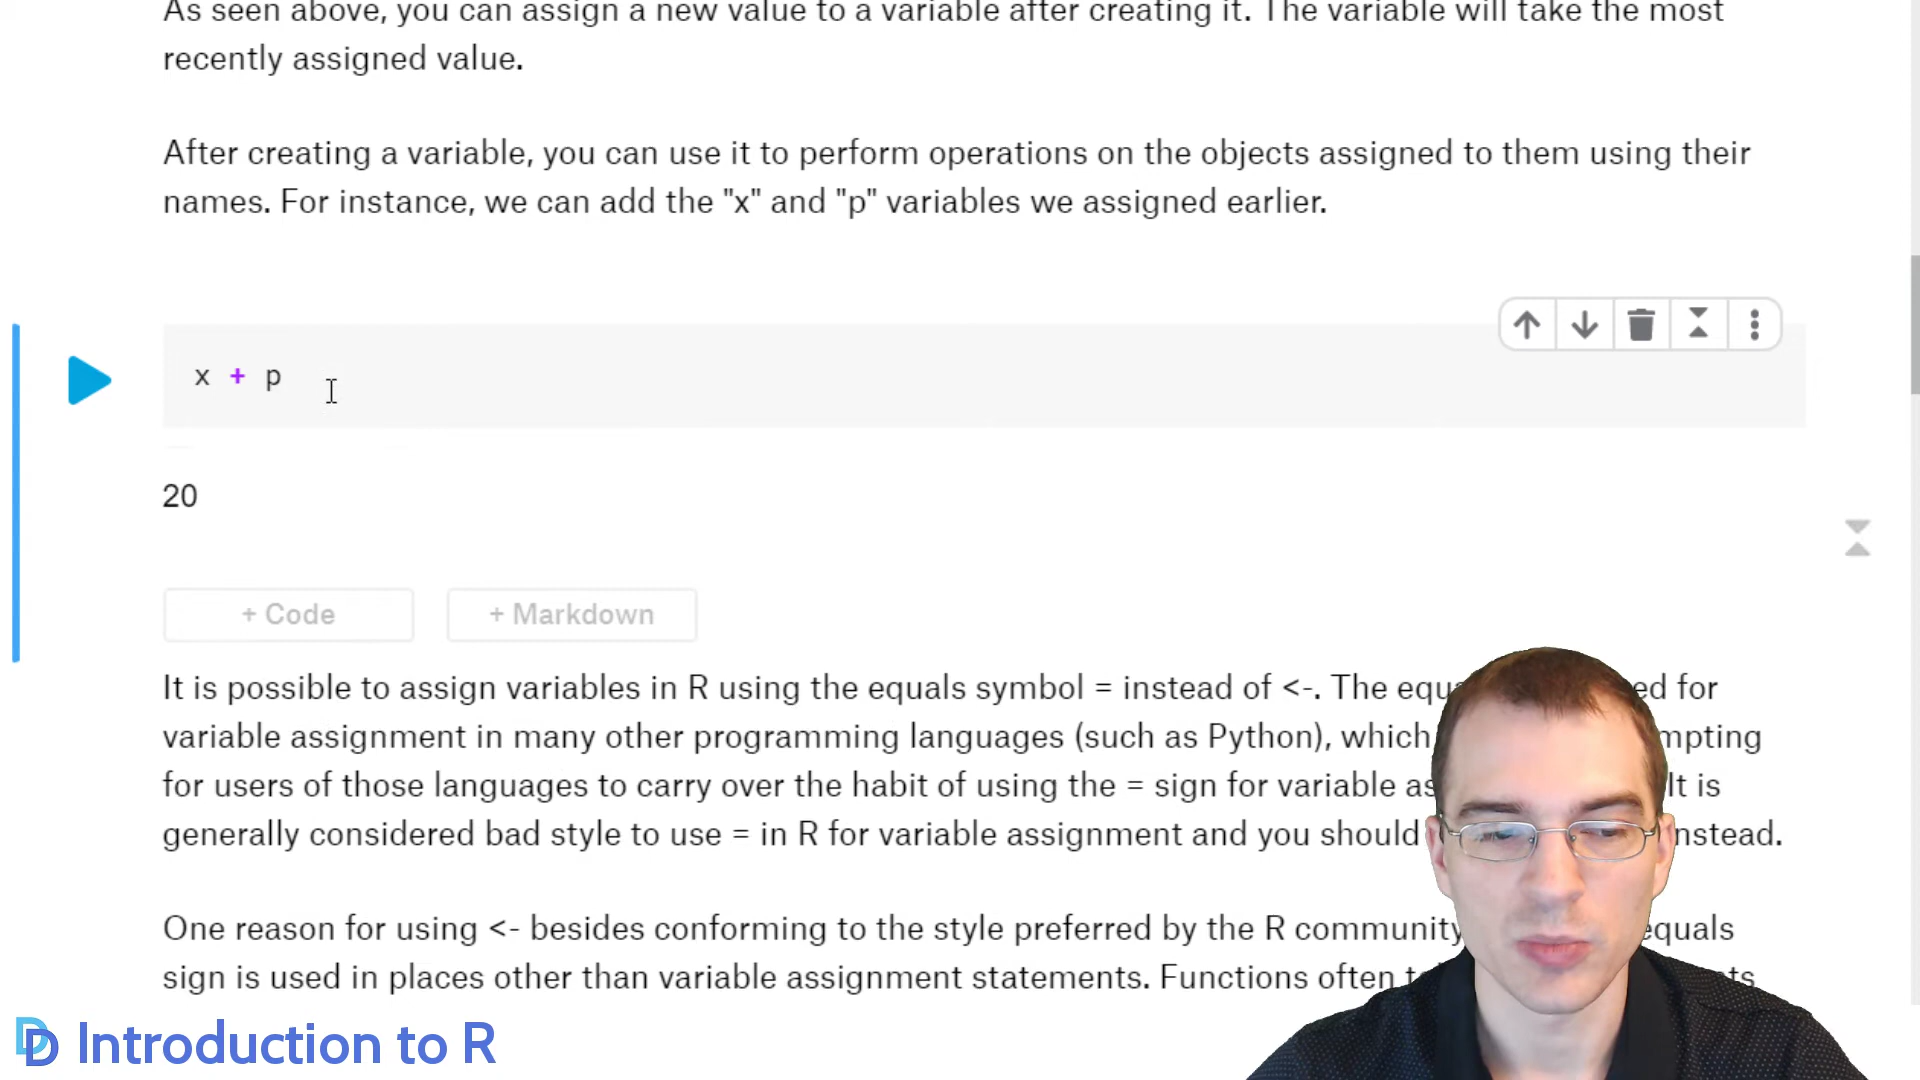 As seen above, you can assign a new value to a variable after creating it. The variable will take the most
recently assigned value.
After creating a variable, you can use it to perform operations on the objects assigned to them using their
names. For instance, we can add the "x" and "p" variables we assigned earlier.
x + p
20
+ Code
+ Markdown
It is possible to assign variables in R using the equals symbol = instead of <-. The
variable assignment in many other programming languages (such as Python), which
for users of those languages to carry over the habit of using the = sign for variable It is
generally considered bad style to use = in R for variable assignment and you should instead.
One reason for using <- besides conforming to the style preferred by the R community equals
sign is used in places other than variable assignment statements. Functions often
Introduction to R